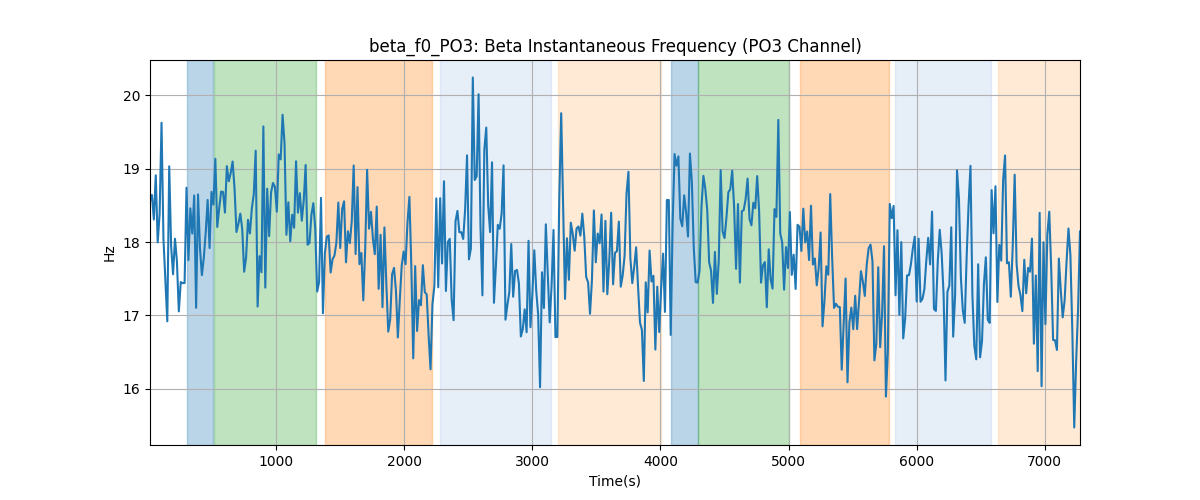 beta_f0_PO3: Beta Instantaneous Frequency (PO3 Channel)
20
19
18
17
16
Hz
1000 2000 3000 4000 5000 6000 7000
Time(s)